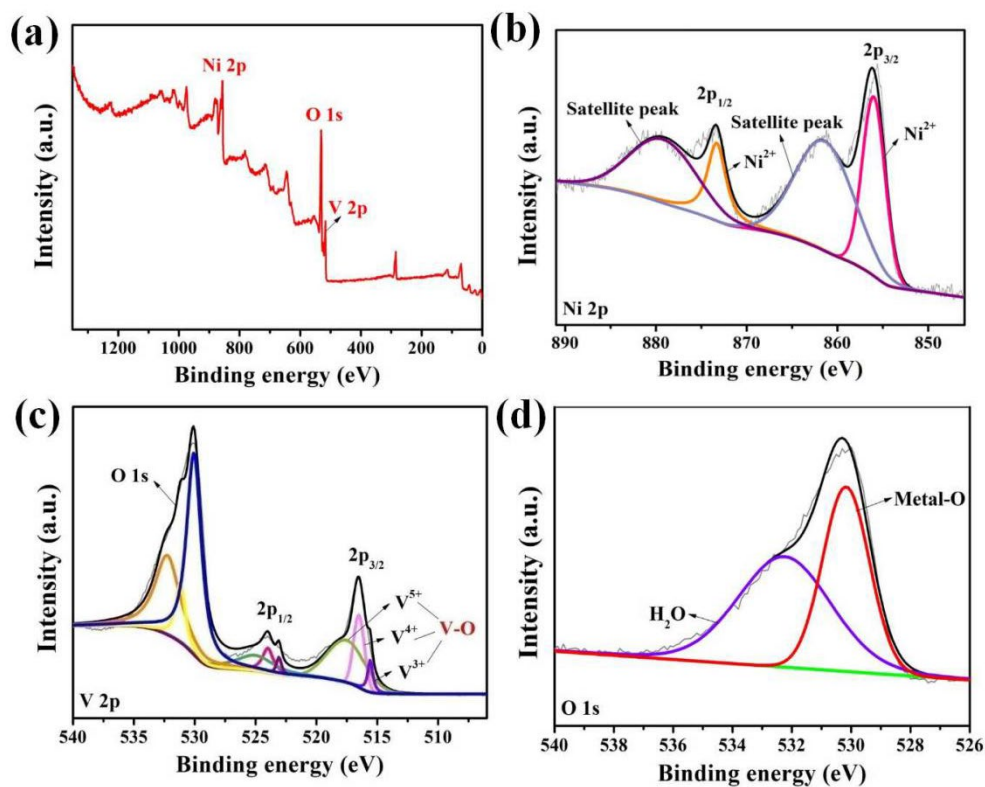 (a)
Ni 2p
O 1s
V 2p
Intensity (a.u.)
1200 1000 800 600 400 200 0
Binding energy (eV)
(b)
2p3/2
2p1/2
Satellite peak
Satellite peak
Ni2+
Ni2+
Intensity (a.u.)
Ni 2p
890 880 870 860 850
Binding energy (eV)
(c)
O 1s
2p3/2
2p1/2
V5+
V4+
V-O
V3+
Intensity (a.u.)
V 2p
540 535 530 525 520 515 510
Binding energy (eV)
(d)
Metal-O
H2O
Intensity (a.u.)
O 1s
540 538 536 534 532 530 528 526
Binding energy (eV)